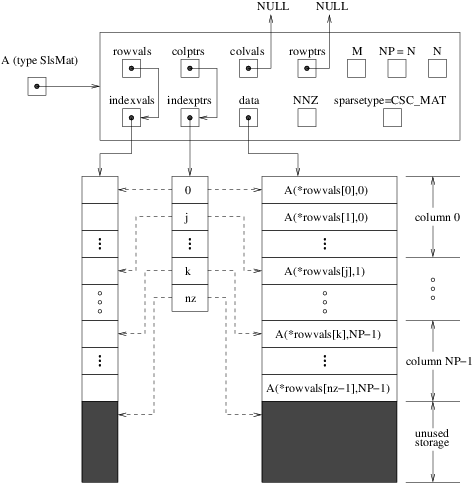 NULL NULL
A (type SlsMat)
rowvals colptrs colvals rowptrs M NP = N N
indexvals indexptrs data NNZ sparsetype=CSC_MAT
0 A(*rowvals[0],0)
j A(*rowvals[1],0)
column 0
k A(*rowvals[j],1)
nz
A(*rowvals[k],NP−1)
column NP−1
A(*rowvals[nz−1],NP−1)
unused
storage